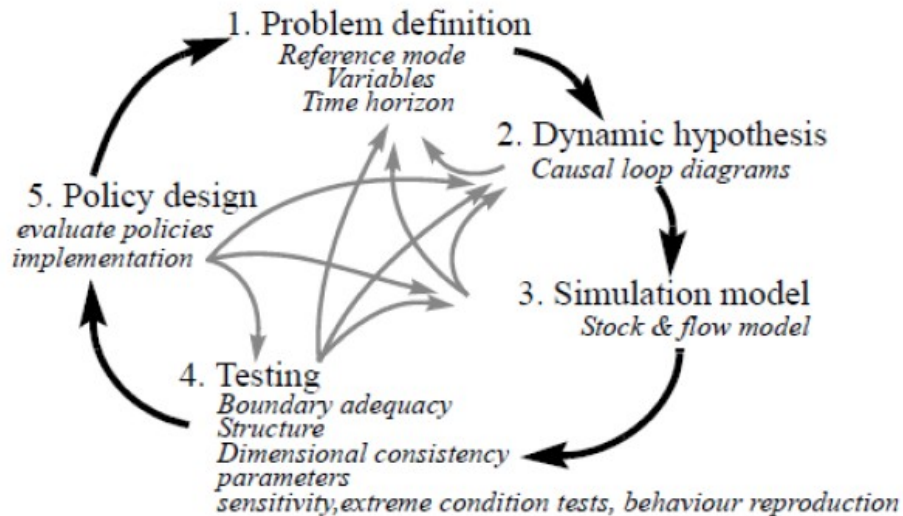 1. Problem definition
Reference mode
Variables
Time horizon
2. Dynamic hypothesis
Causal loop diagrams
3. Simulation model
Stock & flow model
4. Testing
Boundary adequacy
Structure
Dimensional consistency
parameters
sensitivity,extreme condition tests, behaviour reproduction
5. Policy design
evaluate policies
implementation